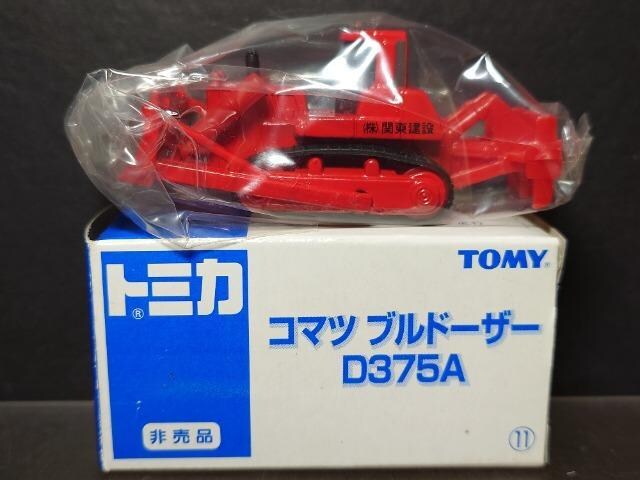 (株)関東建設
トミカ®
TOMY®
コマツ ブルドーザー
D375A
非売品
⑪